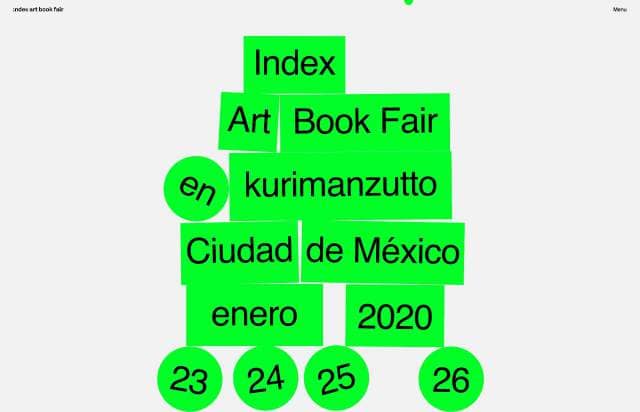 index art book fair
Menu
Index
Art Book Fair
en kurimanzutto
Ciudad de México
enero 2020
23 24 25 26